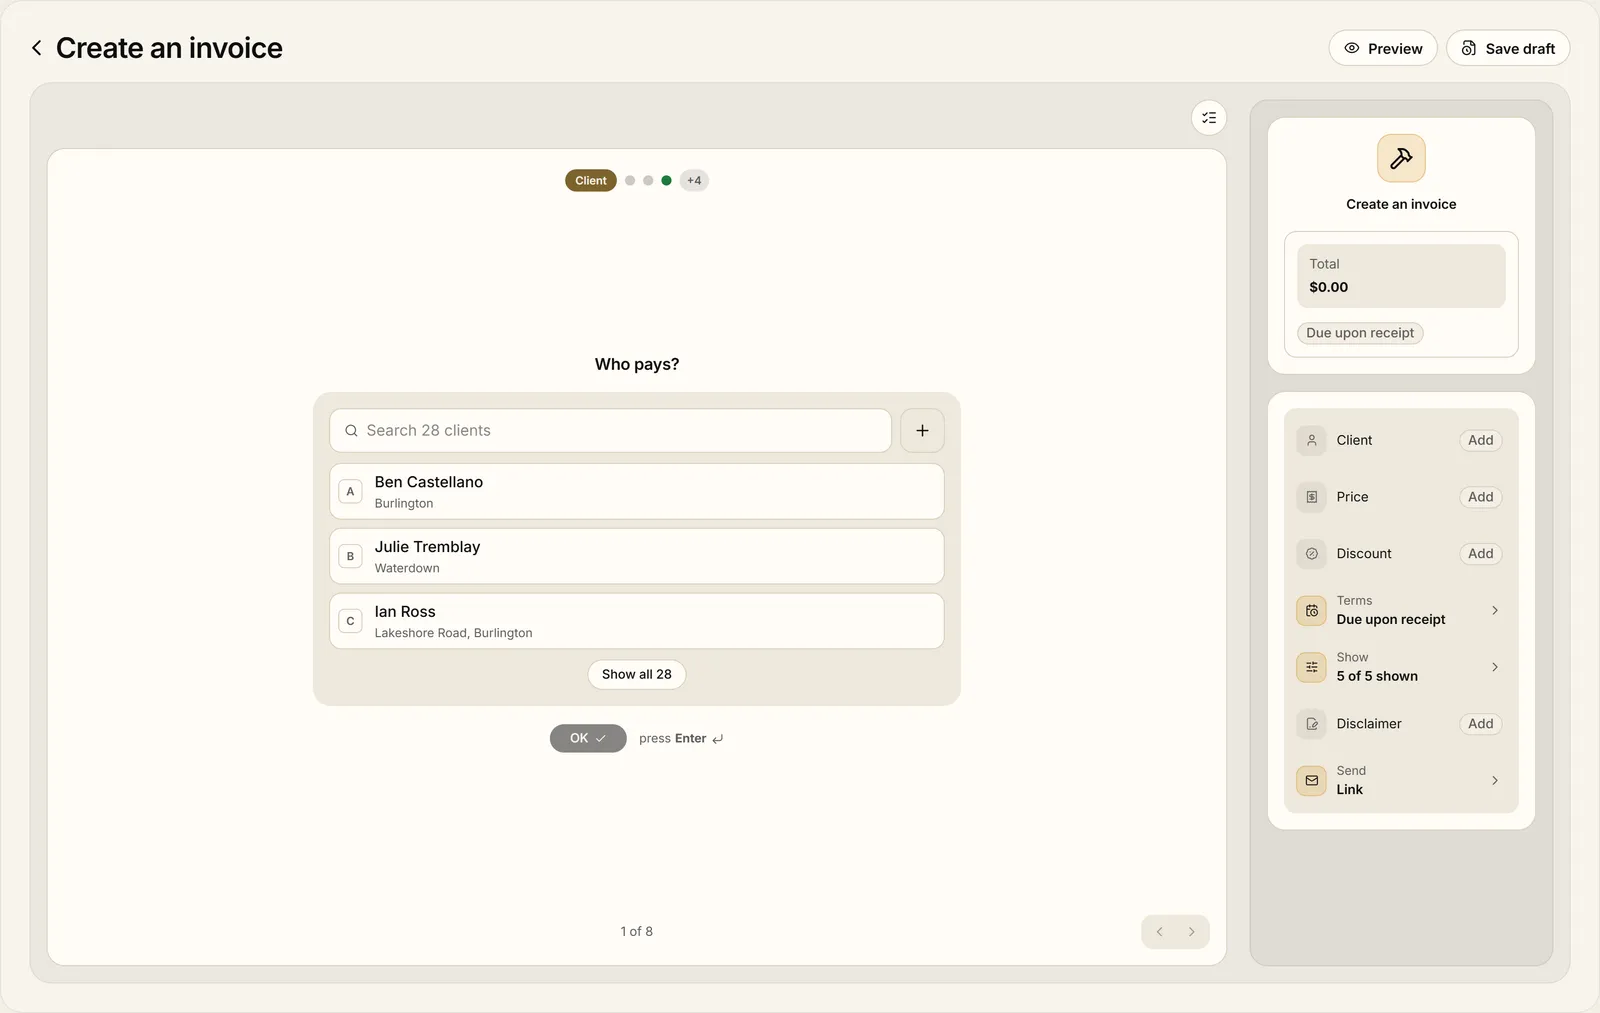 Create an invoice
Preview
Save draft
Client
+4
Who pays?
Search 28 clients
A
Ben Castellano
Burlington
B
Julie Tremblay
Waterdown
C
Ian Ross
Lakeshore Road, Burlington
Show all 28
OK
press Enter
1 of 8
Create an invoice
Total
$0.00
Due upon receipt
Client
Add
Price
Add
Discount
Add
Terms
Due upon receipt
Show
5 of 5 shown
Disclaimer
Add
Send
Link